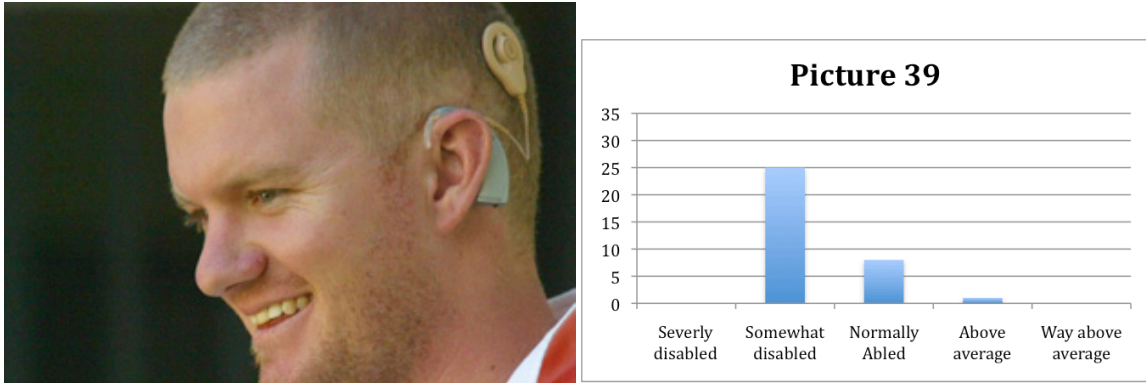 Picture 39
35
30
25
20
15
10
5
0
Severly
disabled
Somewhat
disabled
Normally
Abled
Above
average
Way above
average